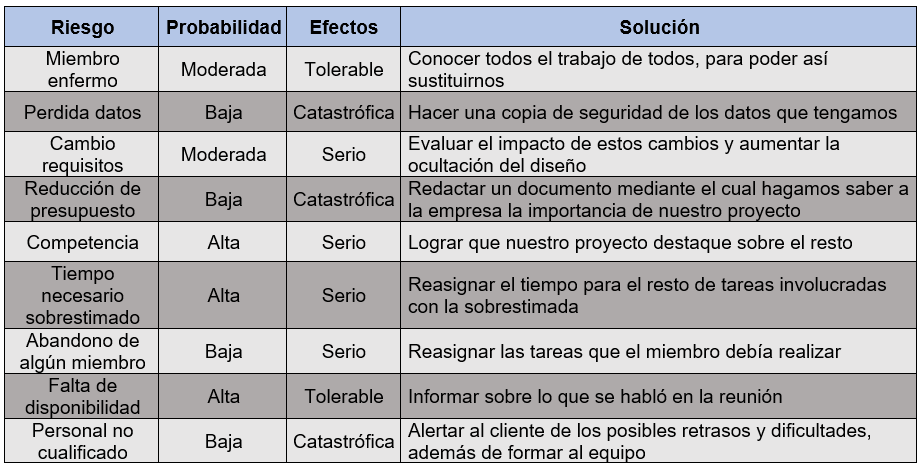 Riesgo Probabilidad Efectos Solución
Miembro
enfermo
Moderada
Tolerable
Conocer todos el trabajo de todos, para poder así
sustituirnos
Perdida datos
Baja
Catastrófica
Hacer una copia de seguridad de los datos que tengamos
Cambio
requisitos
Moderada
Serio
Evaluar el impacto de estos cambios y aumentar la
ocultación del diseño
Reducción de
presupuesto
Baja
Catastrófica
Redactar un documento mediante el cual hagamos saber a
la empresa la importancia de nuestro proyecto
Competencia
Alta
Serio
Lograr que nuestro proyecto destaque sobre el resto
Tiempo
necesario
sobrestimado
Alta
Serio
Reasignar el tiempo para el resto de tareas involucradas
con la sobrestimada
Abandono de
algún miembro
Baja
Serio
Reasignar las tareas que el miembro debía realizar
Falta de
disponibilidad
Alta
Tolerable
Informar sobre lo que se habló en la reunión
Personal no
cualificado
Baja
Catastrófica
Alertar al cliente de los posibles retrasos y dificultades,
además de formar al equipo